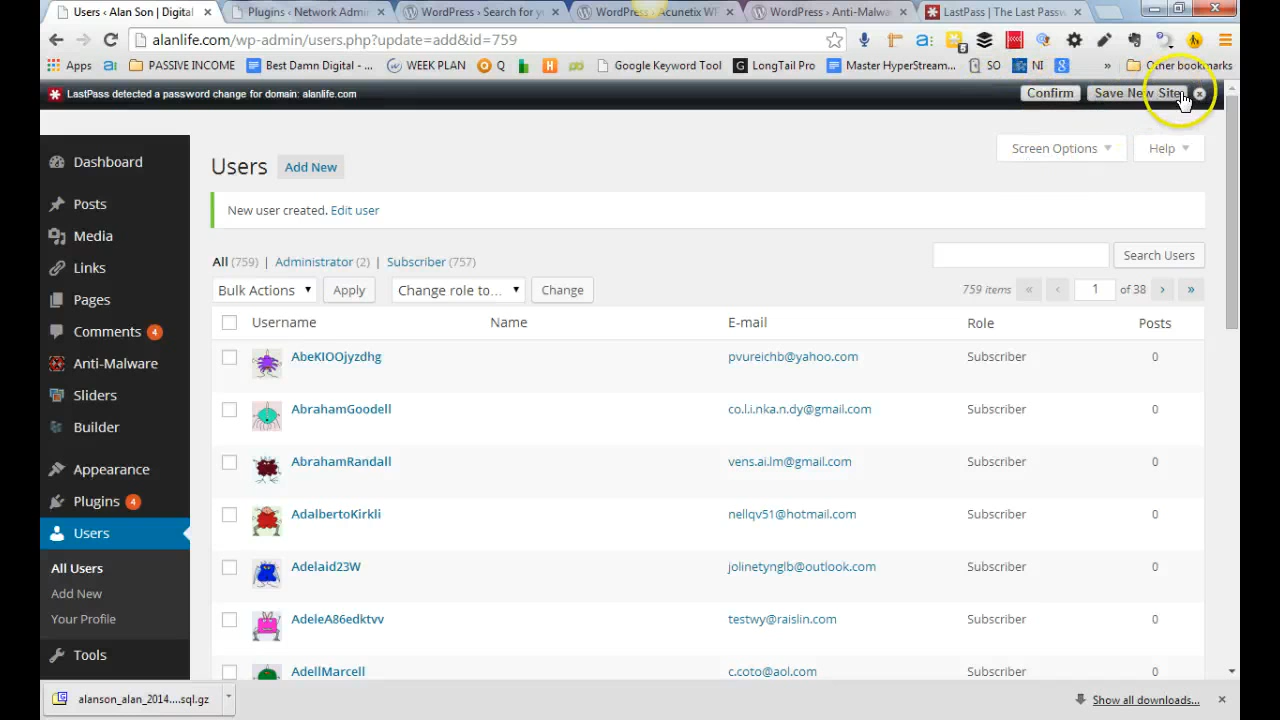 Users ‹ Alan Son | Digital
Plugins ‹ Network Admi
WordPress › Search for y
WordPress › Acunetix WF
WordPress › Anti-Malwa
LastPass | The Last Passw
alanlife.com/wp-admin/users.php?update=add&id=759
Apps
PASSIVE INCOME
Best Damn Digital - ...
WEEK PLAN
Q
Google Keyword Tool
LongTail Pro
Master HyperStream...
SO
NI
»
Other bookmarks
LastPass detected a password change for domain: alanlife.com
Confirm
Save New Site
Screen Options
Help
Dashboard
Posts
Media
Links
Pages
Comments 4
Anti-Malware
Sliders
Builder
Appearance
Plugins 4
Users
All Users
Add New
Your Profile
Tools
Users Add New
New user created. Edit user
All (759) | Administrator (2) | Subscriber (757)
Search Users
Bulk Actions Apply Change role to... Change
759 items « ‹ 1 of 38 › »
Username Name E-mail Role Posts
AbeKIOOjyzdhg pvureichb@yahoo.com Subscriber 0
AbrahamGoodell co.l.i.nka.n.dy@gmail.com Subscriber 0
AbrahamRandall vens.ai.lm@gmail.com Subscriber 0
AdalbertoKirkli nellqv51@hotmail.com Subscriber 0
Adelaid23W jolinetynglb@outlook.com Subscriber 0
AdeleA86edktvv testwy@raislin.com Subscriber 0
AdellMarcell c.coto@aol.com Subscriber 0
alanson_alan_2014....sql.gz
Show all downloads...